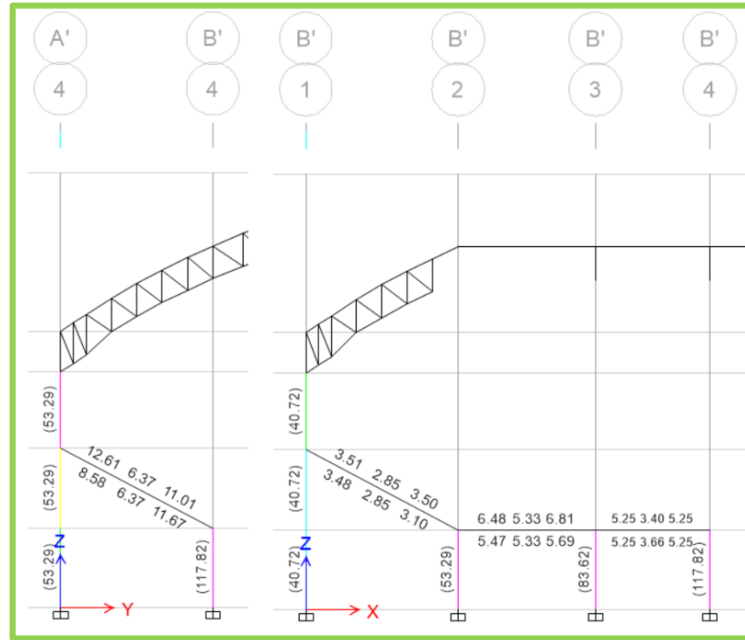 A' B' B' B' B' B'
4 4 1 2 3 4
(53.29) (40.72)
12.61 6.37 11.01
8.58 6.37 11.67
3.51 2.85 3.50
3.48 2.85 3.10
(53.29) (40.72)
6.48 5.33 6.81 5.25 3.40 5.25
5.47 5.33 5.69 5.25 3.66 5.25
Z Z
(53.29) (117.82) (40.72) (53.29) (83.62) (117.82)
Y X